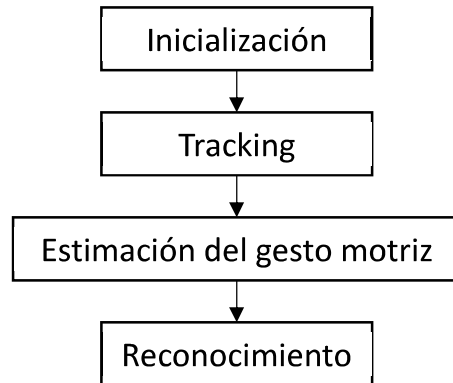 Inicialización
Tracking
Estimación del gesto motriz
Reconocimiento